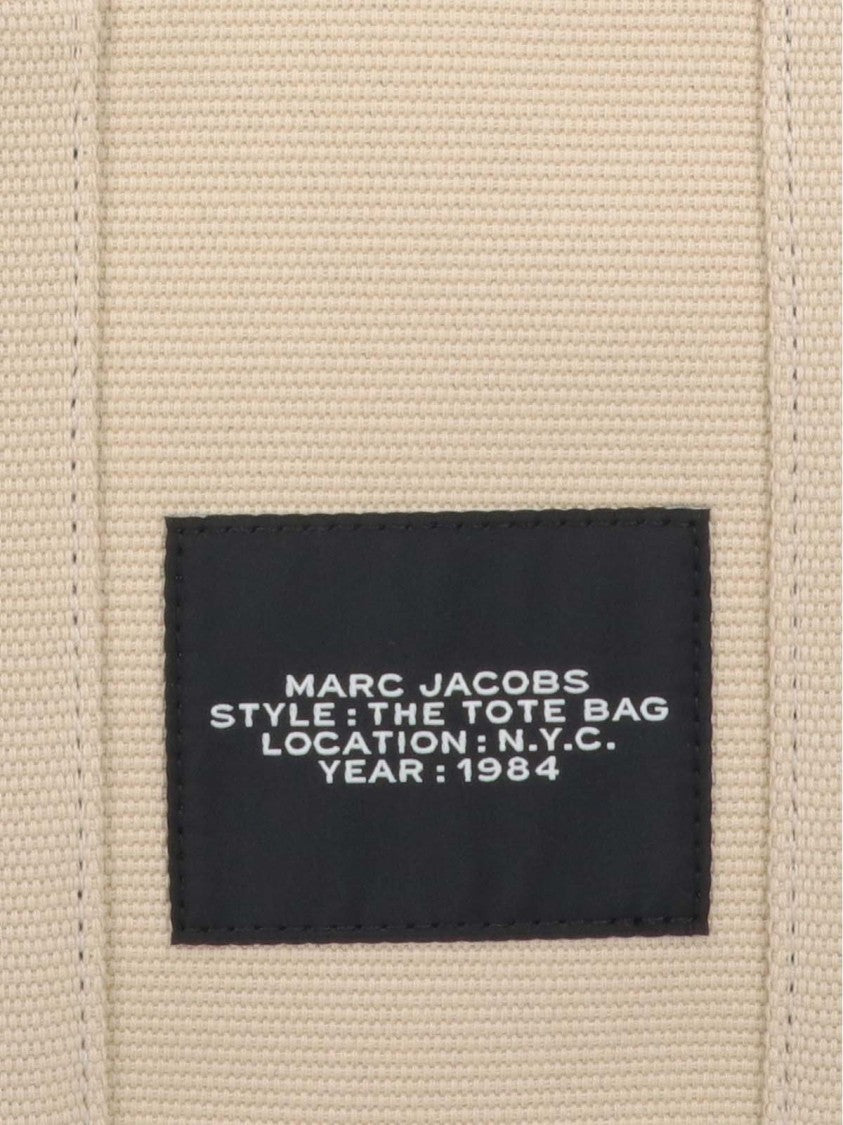 MARC JACOBS
STYLE : THE TOTE BAG
LOCATION : N.Y.C.
YEAR : 1984